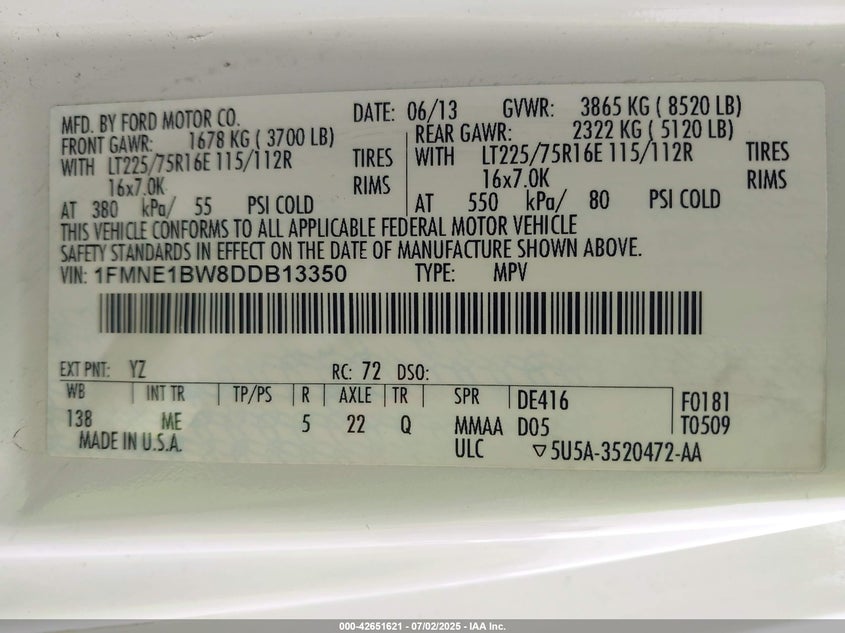 MFD. BY FORD MOTOR CO. DATE: 06/13 GVWR: 3865 KG ( 8520 LB)
FRONT GAWR: 1678 KG ( 3700 LB) REAR GAWR: 2322 KG ( 5120 LB)
WITH LT225/75R16E 115/112R TIRES WITH LT225/75R16E 115/112R TIRES
16x7.0K RIMS 16x7.0K RIMS
AT 380 kPa/ 55 PSI COLD AT 550 kPa/ 80 PSI COLD
THIS VEHICLE CONFORMS TO ALL APPLICABLE FEDERAL MOTOR VEHICLE
SAFETY STANDARDS IN EFFECT ON THE DATE OF MANUFACTURE SHOWN ABOVE.
VIN: 1FMNE1BW8DDB13350 TYPE: MPV
EXT PNT: YZ RC: 72 DSO:
WB INT TR TP/PS R AXLE TR SPR DE416 F0181
138 ME 5 22 Q MMAA D05 T0509
MADE IN U.S.A. ULC ▽5U5A-3520472-AA
000-42651621 - 07/02/2025 - IAA Inc.